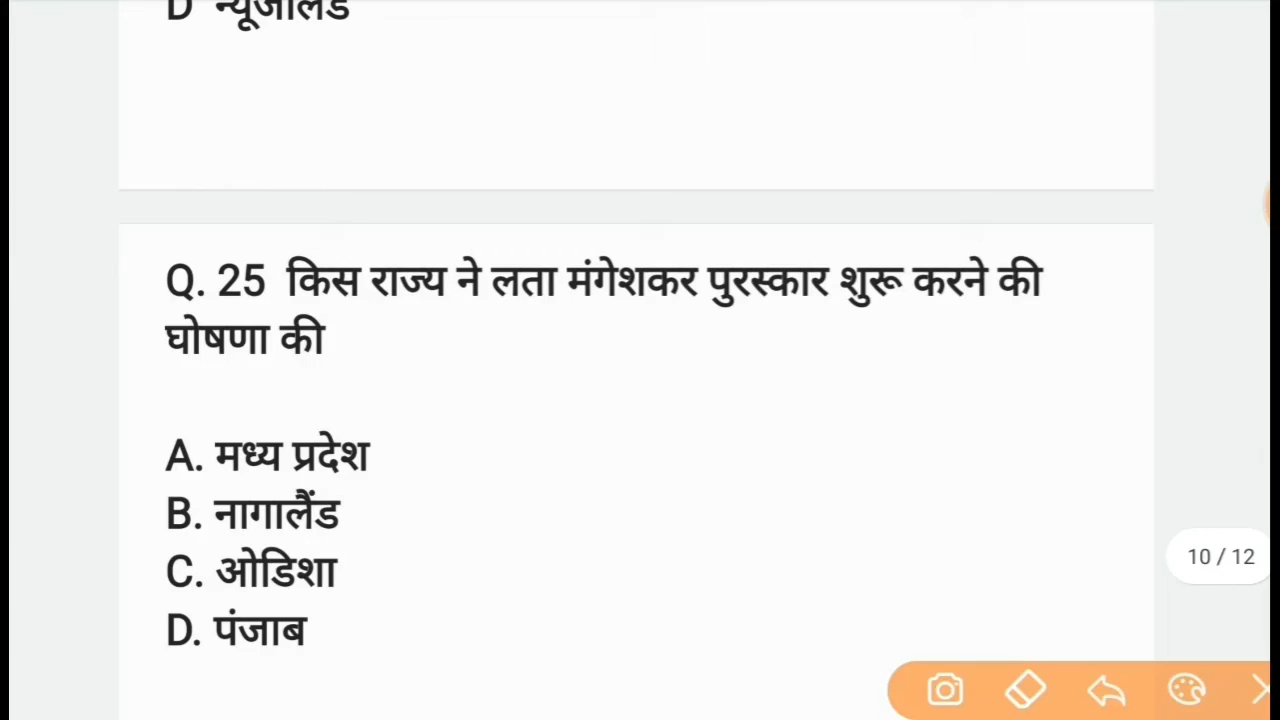 D न्यूजीलैंड
Q. 25 किस राज्य ने लता मंगेशकर पुरस्कार शुरू करने की
घोषणा की
A. मध्य प्रदेश
B. नागालैंड
C. ओडिशा
D. पंजाब
10 / 12